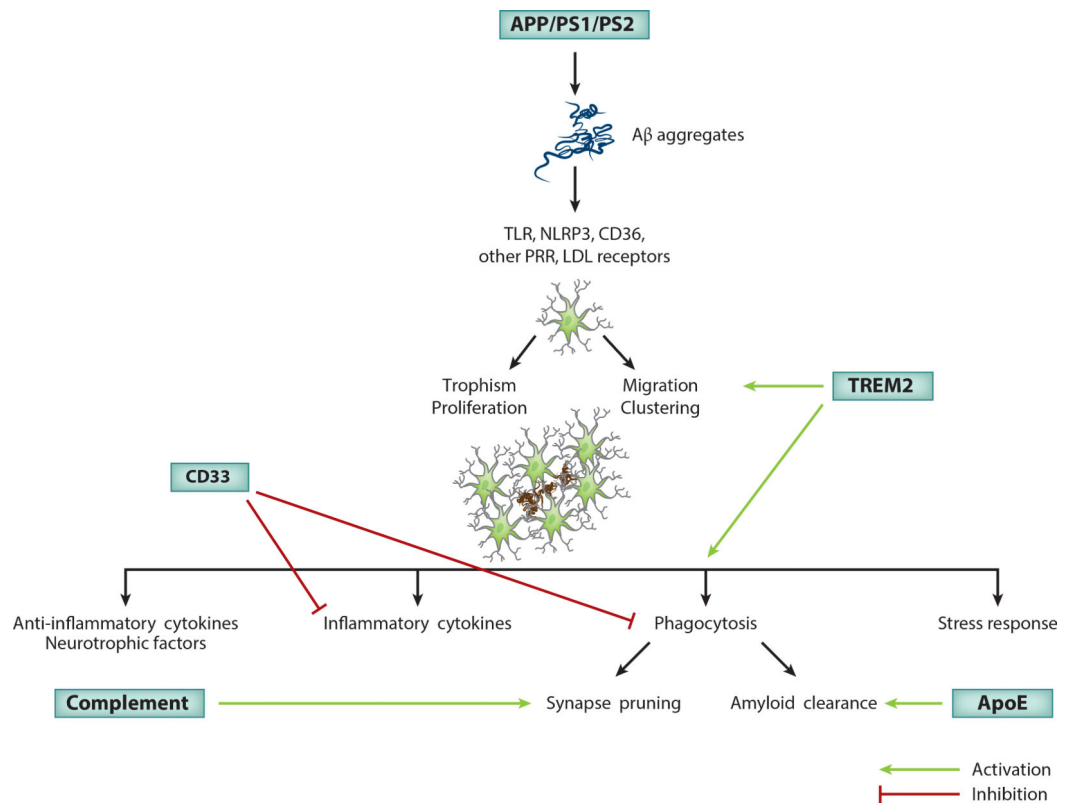 APP/PS1/PS2
Aβ aggregates
TLR, NLRP3, CD36,
other PRR, LDL receptors
Trophism
Proliferation
Migration
Clustering
TREM2
CD33
Anti-inflammatory cytokines
Neurotrophic factors
Inflammatory cytokines
Phagocytosis
Stress response
Complement
Synapse pruning
Amyloid clearance
ApoE
Activation
Inhibition